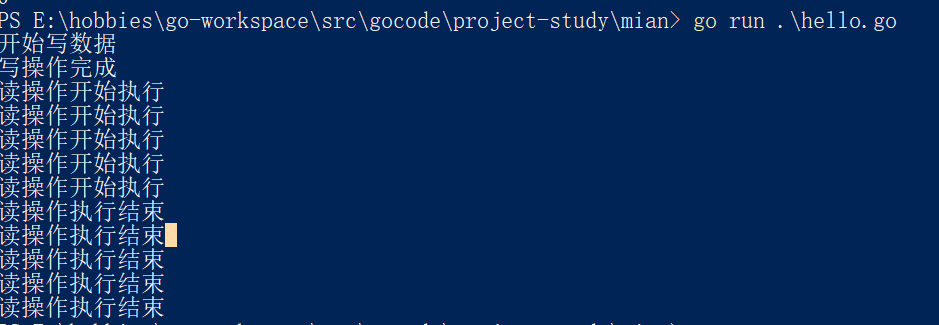 PS E:\hobbies\go-workspace\src\gocode\project-study\mian> go run .\hello.go
开始写数据
写操作完成
读操作开始执行
读操作开始执行
读操作开始执行
读操作开始执行
读操作开始执行
读操作执行结束
读操作执行结束
读操作执行结束
读操作执行结束
读操作执行结束